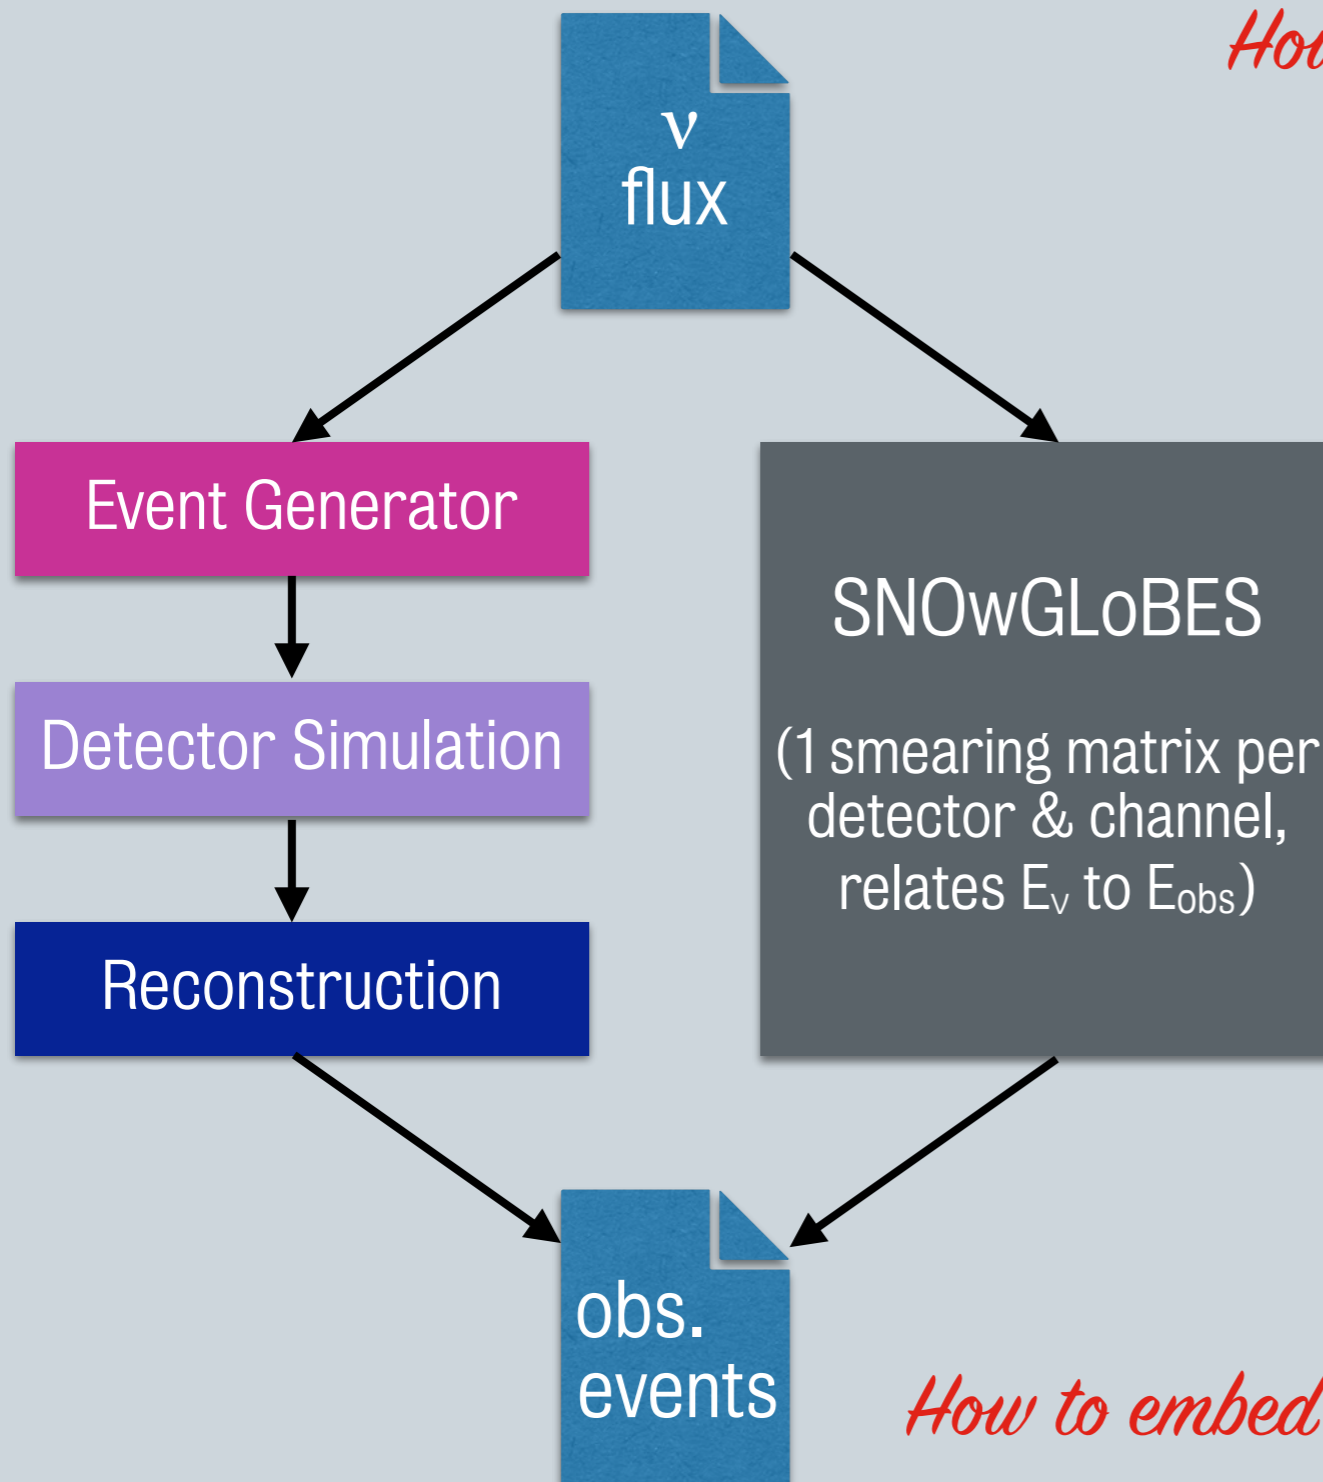 ν
flux
Event Generator
Detector Simulation
Reconstruction
SNOwGLoBES
(1 smearing matrix per
detector & channel,
relates Eᵥ to Eobs)
obs.
events
How to embed